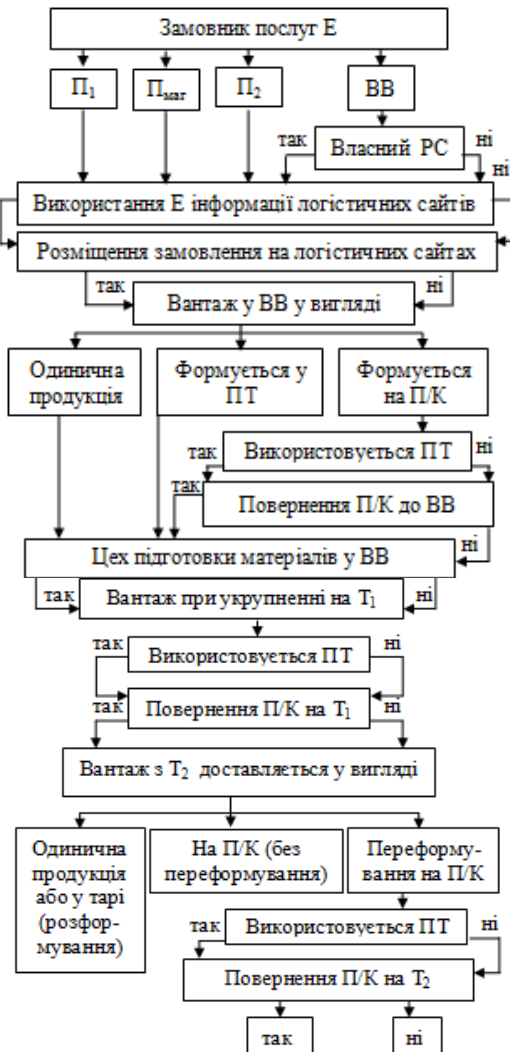 Замовник послуг Е
П₁ П_маг П₂ ВВ
так Власний РС ні
ні
Використання Е інформації логістичних сайтів
Розміщення замовлення на логістичних сайтах
так ні
Вантаж у ВВ у вигляді
Одинична Формується у Формується
продукція ПТ на П/К
так Використовується ПТ ні
так
Повернення П/К до ВВ
ні
Цех підготовки матеріалів у ВВ
так Вантаж при укрупненні на Т₁ ні
так ні
Використовується ПТ
так Повернення П/К на Т₁ ні
Вантаж з Т₂ доставляється у вигляді
Одинична На П/К (без Переформу-
продукція переформування) вання на П/К
або у тарі
(розфор-
мування)
так Використовується ПТ ні
Повернення П/К на Т₂
так ні